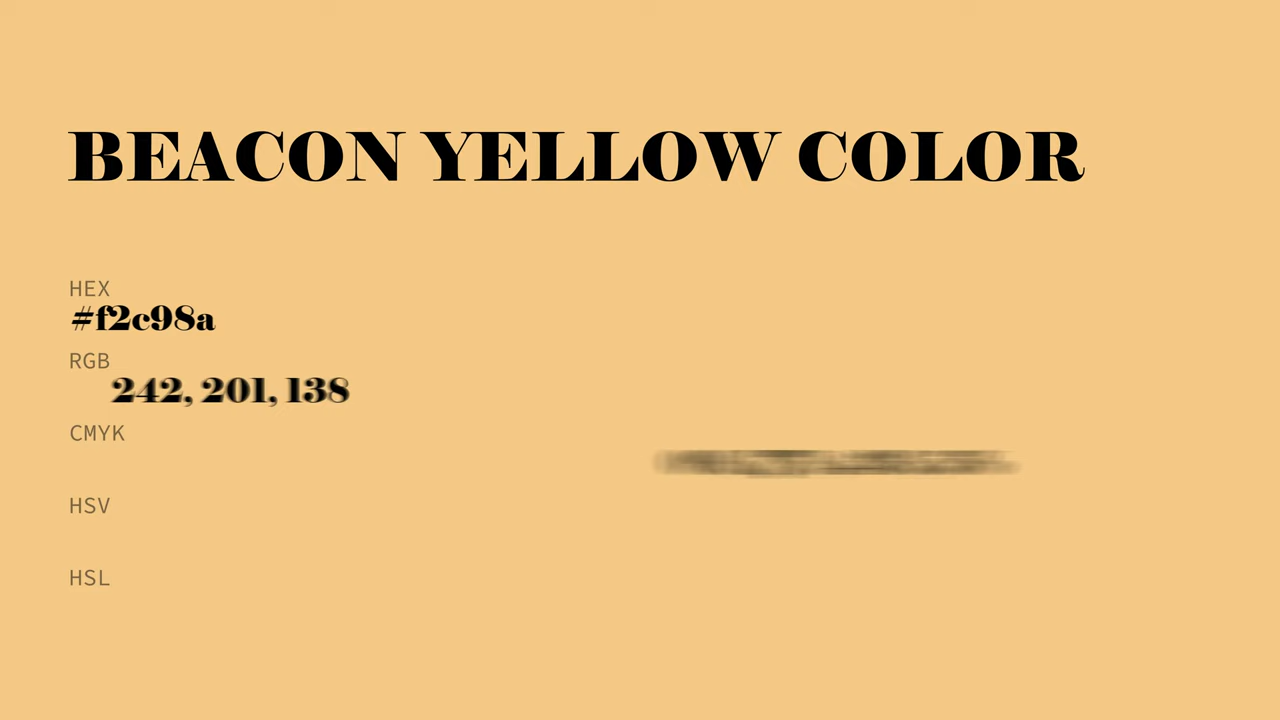 BEACON YELLOW COLOR
HEX
#f2c98a
RGB
242, 201, 138
CMYK
HSV
HSL